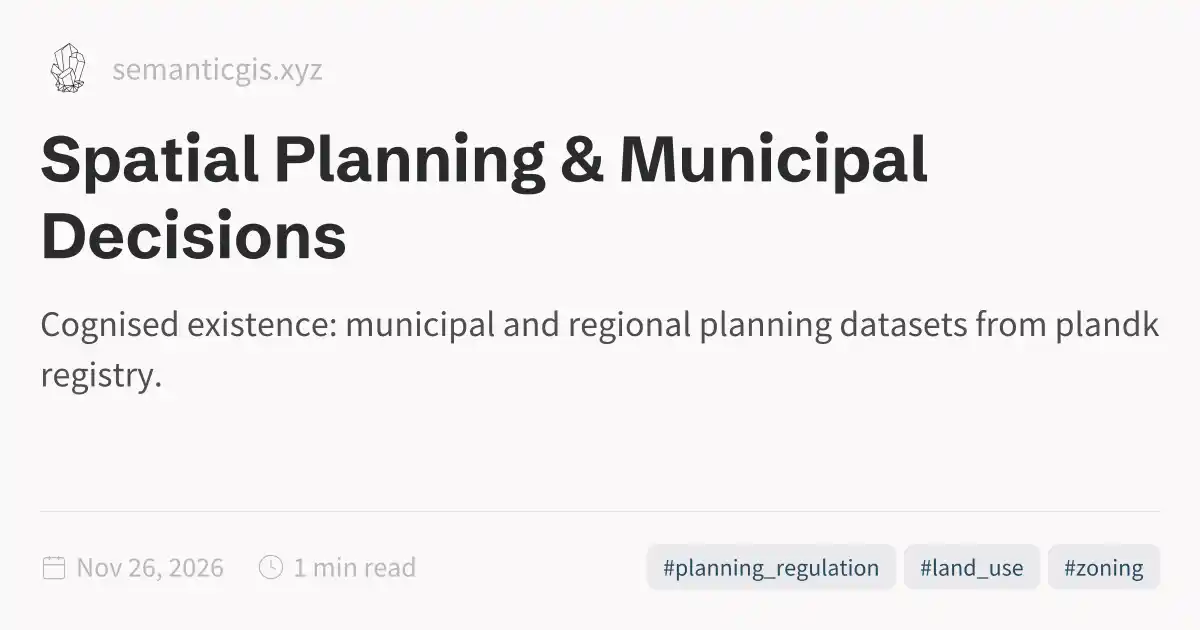 semanticgis.xyz
Spatial Planning & Municipal
Decisions
Cognised existence: municipal and regional planning datasets from plandk
registry.
Nov 26, 2026 1 min read #planning_regulation #land_use #zoning